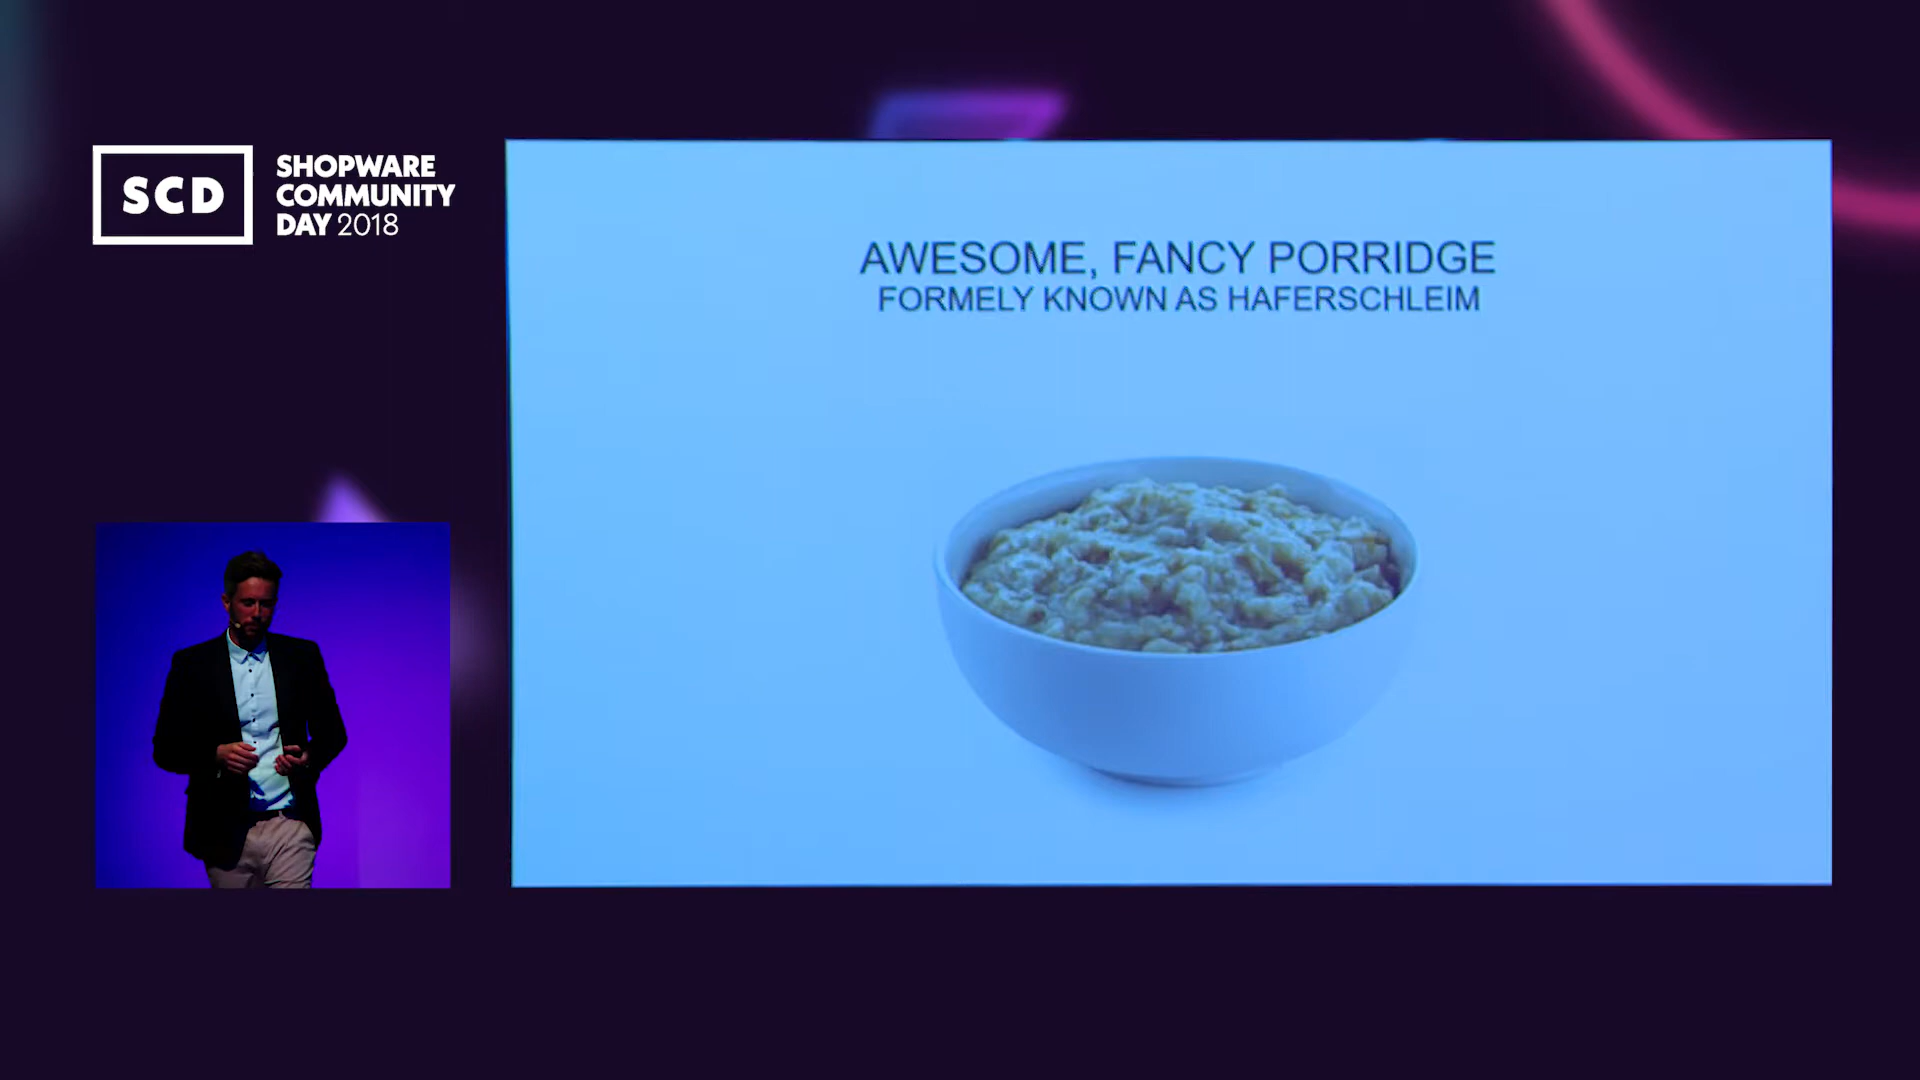 SCD
SHOPWARE
COMMUNITY
DAY 2018
AWESOME, FANCY PORRIDGE
FORMELY KNOWN AS HAFERSCHLEIM